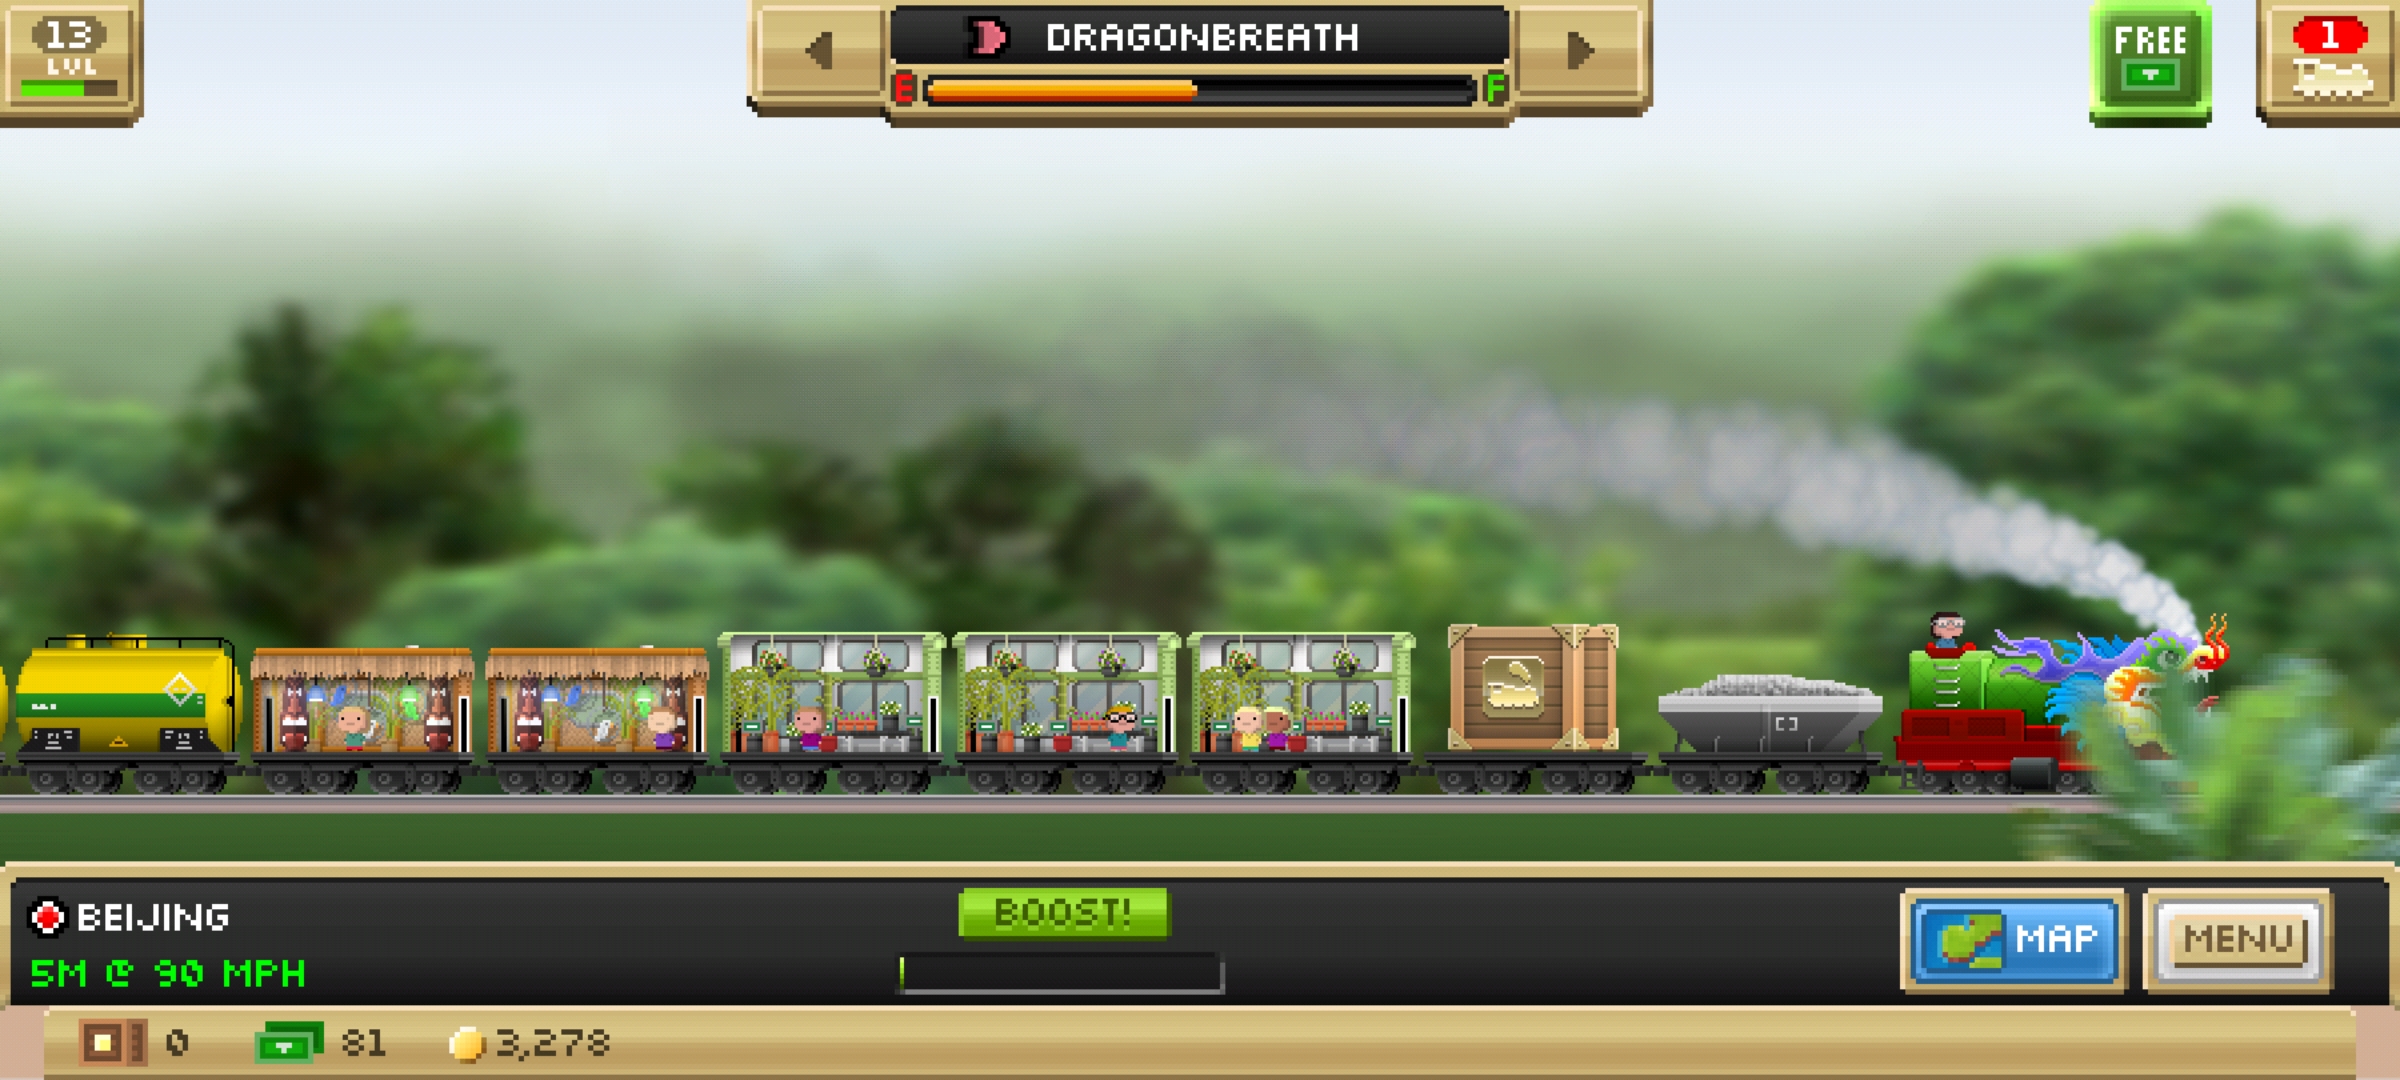 13
LVL
DRAGONBREATH
E F
FREE
1
BEIJING
5M @ 90 MPH
BOOST!
MAP
MENU
0
81
3,278